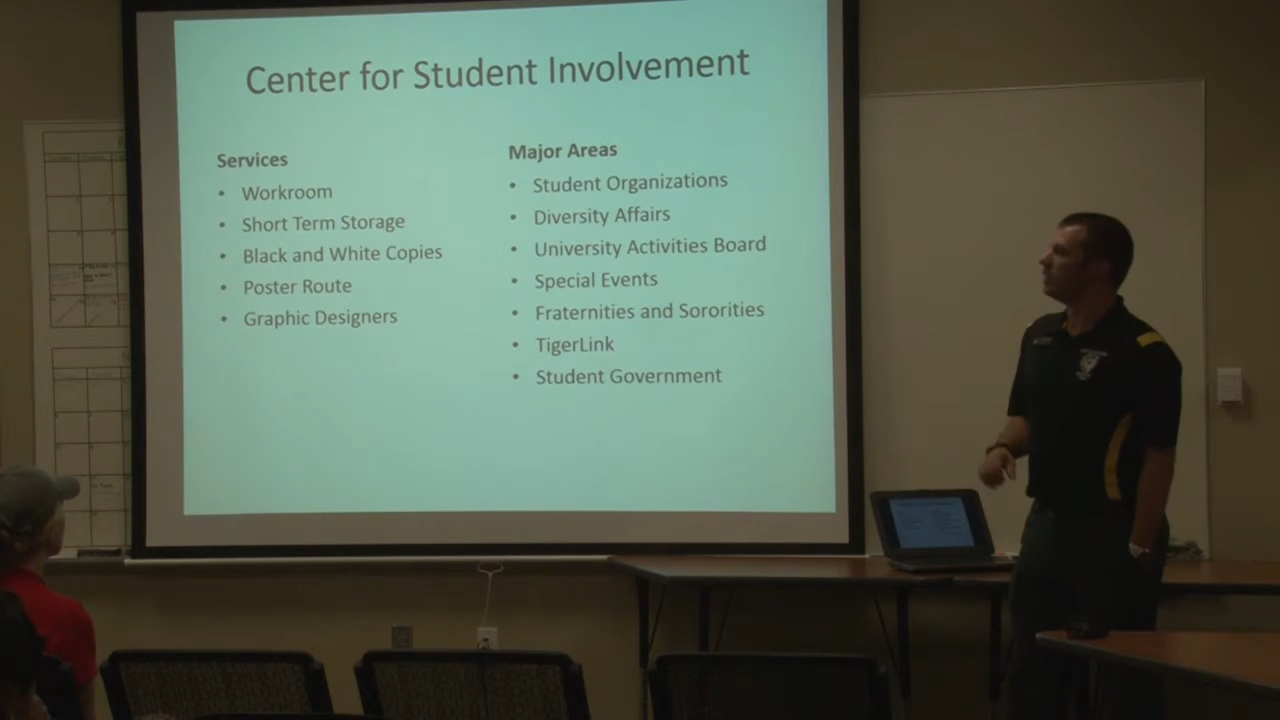 Center for Student Involvement
Services
• Workroom
• Short Term Storage
• Black and White Copies
• Poster Route
• Graphic Designers
Major Areas
• Student Organizations
• Diversity Affairs
• University Activities Board
• Special Events
• Fraternities and Sororities
• TigerLink
• Student Government